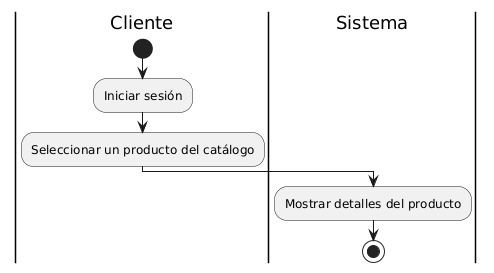 Cliente
Sistema
Iniciar sesión
Seleccionar un producto del catálogo
Mostrar detalles del producto